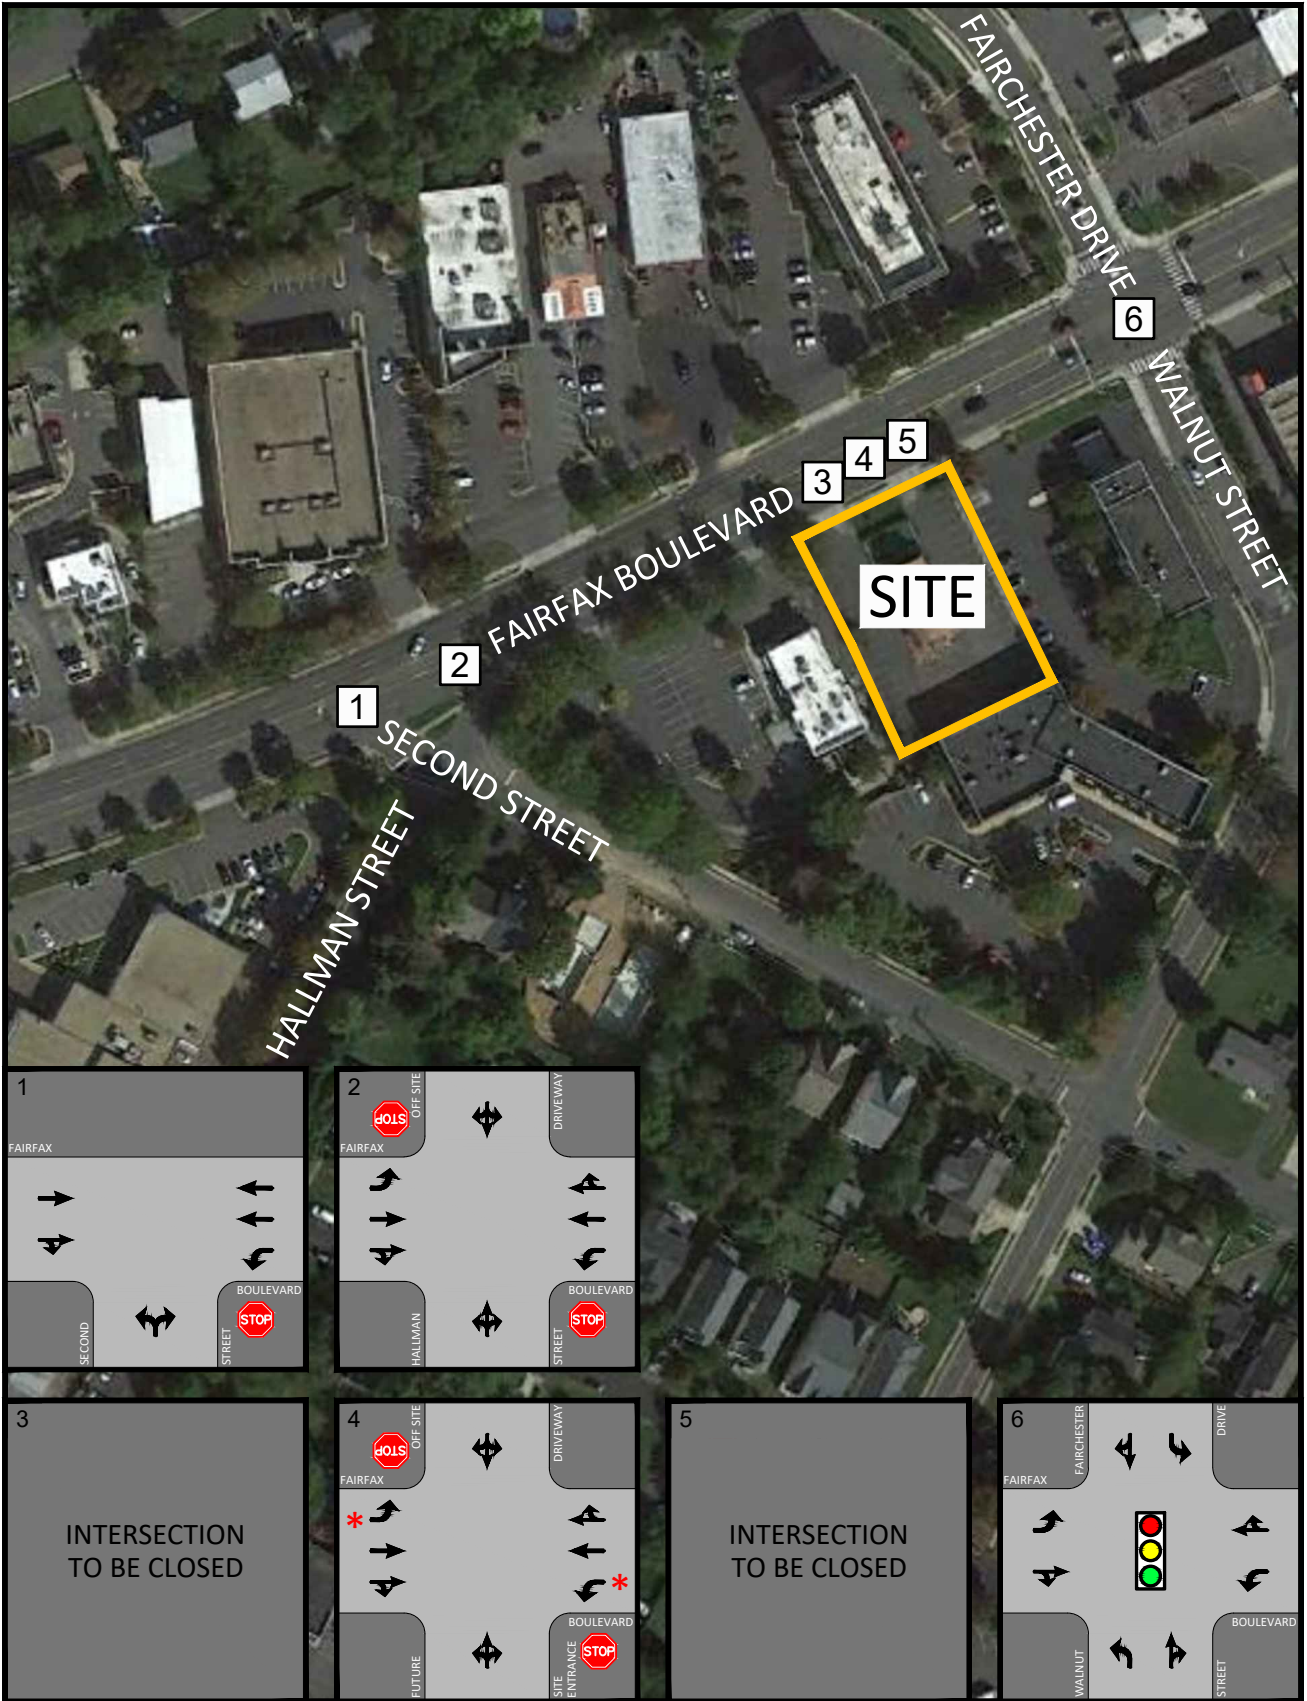 FAIRCHESTER DRIVE
6
WALNUT STREET
5
4
3
FAIRFAX BOULEVARD
SITE
2
1
SECOND STREET
HALLMAN STREET
1
FAIRFAX
BOULEVARD
SECOND
STREET
STOP
2
STOP
OFF SITE
DRIVEWAY
FAIRFAX
BOULEVARD
HALLMAN
STREET
STOP
3
INTERSECTION
TO BE CLOSED
4
STOP
OFF SITE
DRIVEWAY
FAIRFAX
*
*
BOULEVARD
FUTURE
SITE
ENTRANCE
STOP
5
INTERSECTION
TO BE CLOSED
6
FAIRCHESTER
DRIVE
FAIRFAX
BOULEVARD
WALNUT
STREET